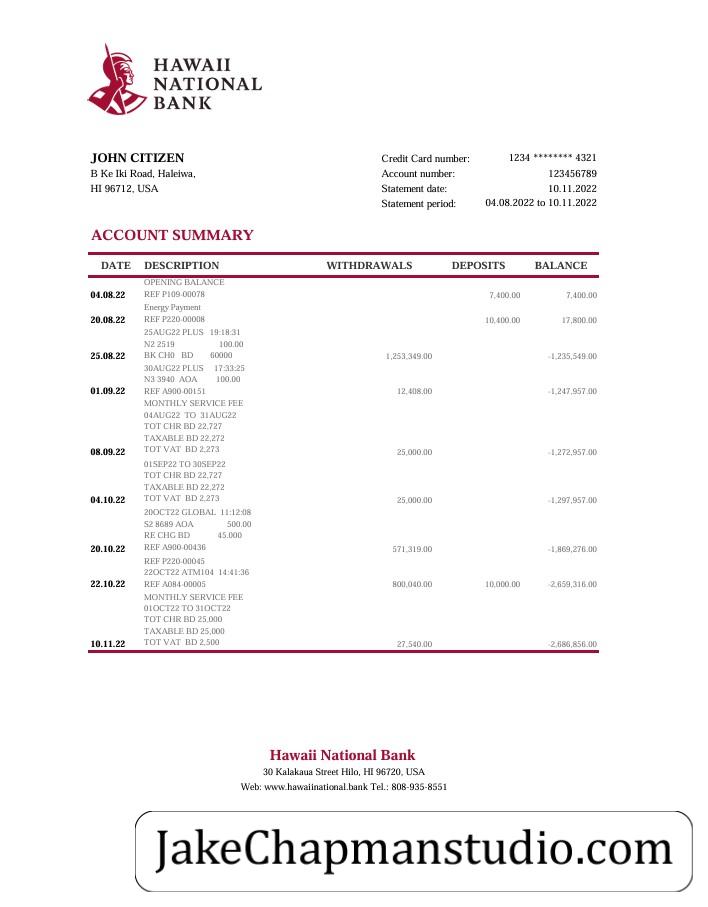 HAWAII
NATIONAL
BANK
JOHN CITIZEN
B Ke Iki Road, Haleiwa,
HI 96712, USA
Credit Card number: 1234 ******** 4321
Account number: 123456789
Statement date: 10.11.2022
Statement period: 04.08.2022 to 10.11.2022
ACCOUNT SUMMARY
DATE DESCRIPTION WITHDRAWALS DEPOSITS BALANCE
OPENING BALANCE
04.08.22 REF P109-00078 7,400.00 7,400.00
Energy Payment
20.08.22 REF P220-00008 10,400.00 17,800.00
25AUG22 PLUS 19:18:31
N2 2519 100.00
25.08.22 BK CH0 BD 60000 1,253,349.00 -1,235,549.00
30AUG22 PLUS 17:33:25
N3 3940 AOA 100.00
01.09.22 REF A900-00151 12,408.00 -1,247,957.00
MONTHLY SERVICE FEE
04AUG22 TO 31AUG22
TOT CHR BD 22,727
TAXABLE BD 22,272
08.09.22 TOT VAT BD 2,273 25,000.00 -1,272,957.00
01SEP22 TO 30SEP22
TOT CHR BD 22,727
TAXABLE BD 22,272
04.10.22 TOT VAT BD 2,273 25,000.00 -1,297,957.00
20OCT22 GLOBAL 11:12:08
S2 8689 AOA 500.00
RE CHG BD 45.000
20.10.22 REF A900-00436 571,319.00 -1,869,276.00
REF P220-00045
22OCT22 ATM104 14:41:36
22.10.22 REF A084-00005 800,040.00 10,000.00 -2,659,316.00
MONTHLY SERVICE FEE
01OCT22 TO 31OCT22
TOT CHR BD 25,000
TAXABLE BD 25,000
10.11.22 TOT VAT BD 2,500 27,540.00 -2,686,856.00
Hawaii National Bank
30 Kalakaua Street Hilo, HI 96720, USA
Web: www.hawaiinational.bank Tel.: 808-935-8551
JakeChapmanstudio.com